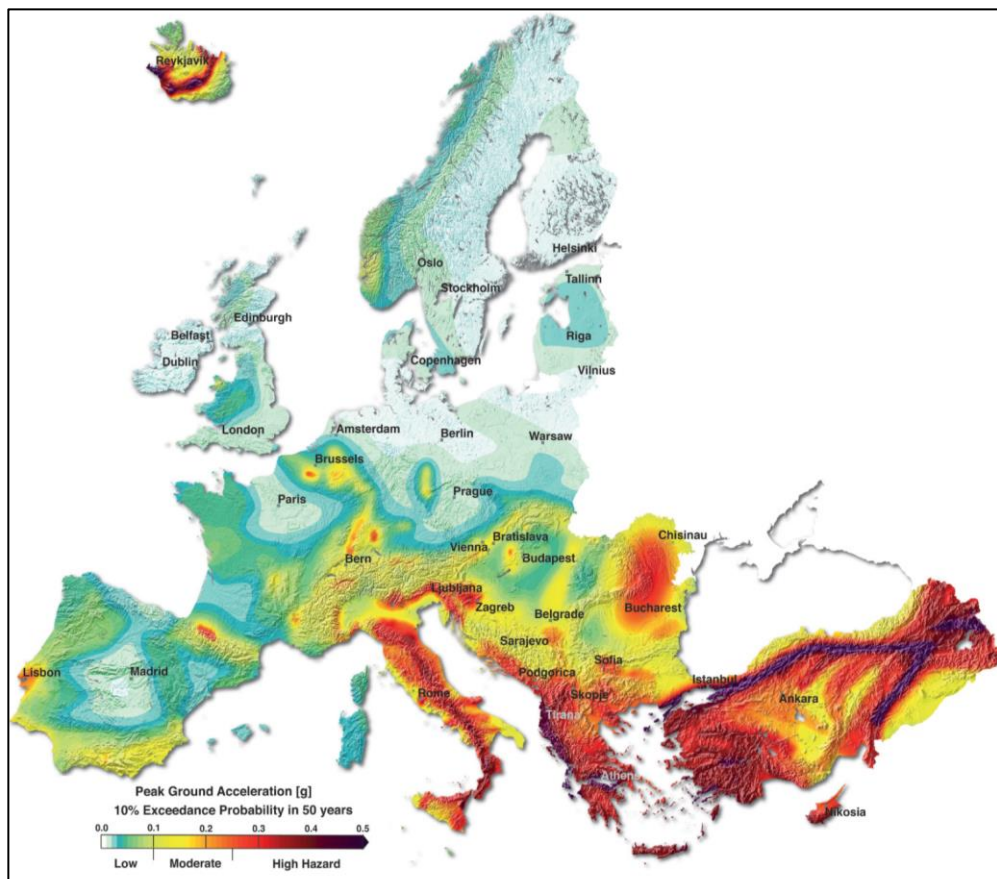 Reykjavik
Oslo
Helsinki
Stockholm
Tallinn
Riga
Edinburgh
Belfast
Dublin
Copenhagen
Vilnius
London
Amsterdam
Berlin
Warsaw
Brussels
Paris
Prague
Chisinau
Bratislava
Vienna
Budapest
Bern
Ljubljana
Zagreb
Belgrade
Bucharest
Sarajevo
Lisbon
Madrid
Sofia
Podgorica
Istanbul
Rome
Skopje
Ankara
Tirana
Athen
Nikosia
Peak Ground Acceleration [g]
10% Exceedance Probability in 50 years
0.0 0.1 0.2 0.3 0.4 0.5
Low Moderate High Hazard